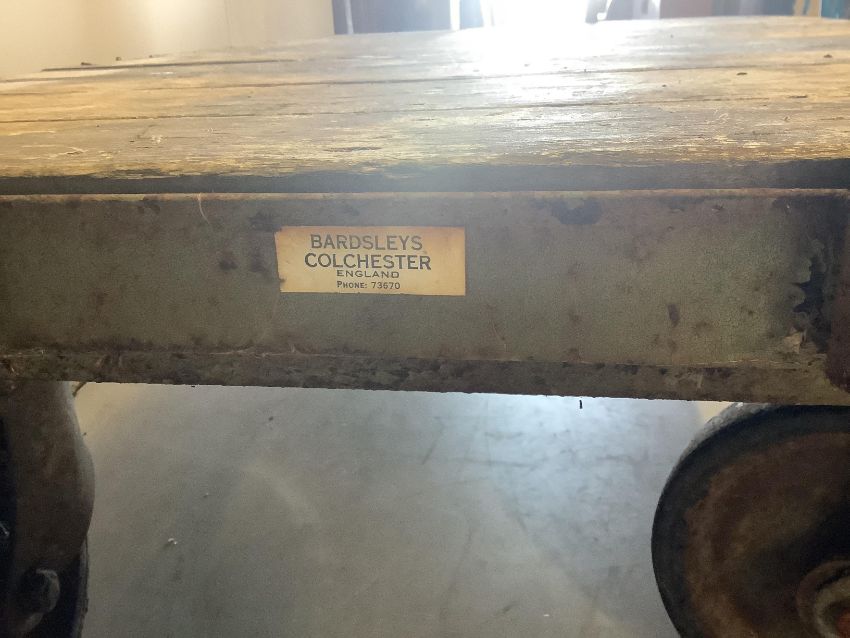 BARDSLEYS
COLCHESTER
ENGLAND
PHONE: 73670